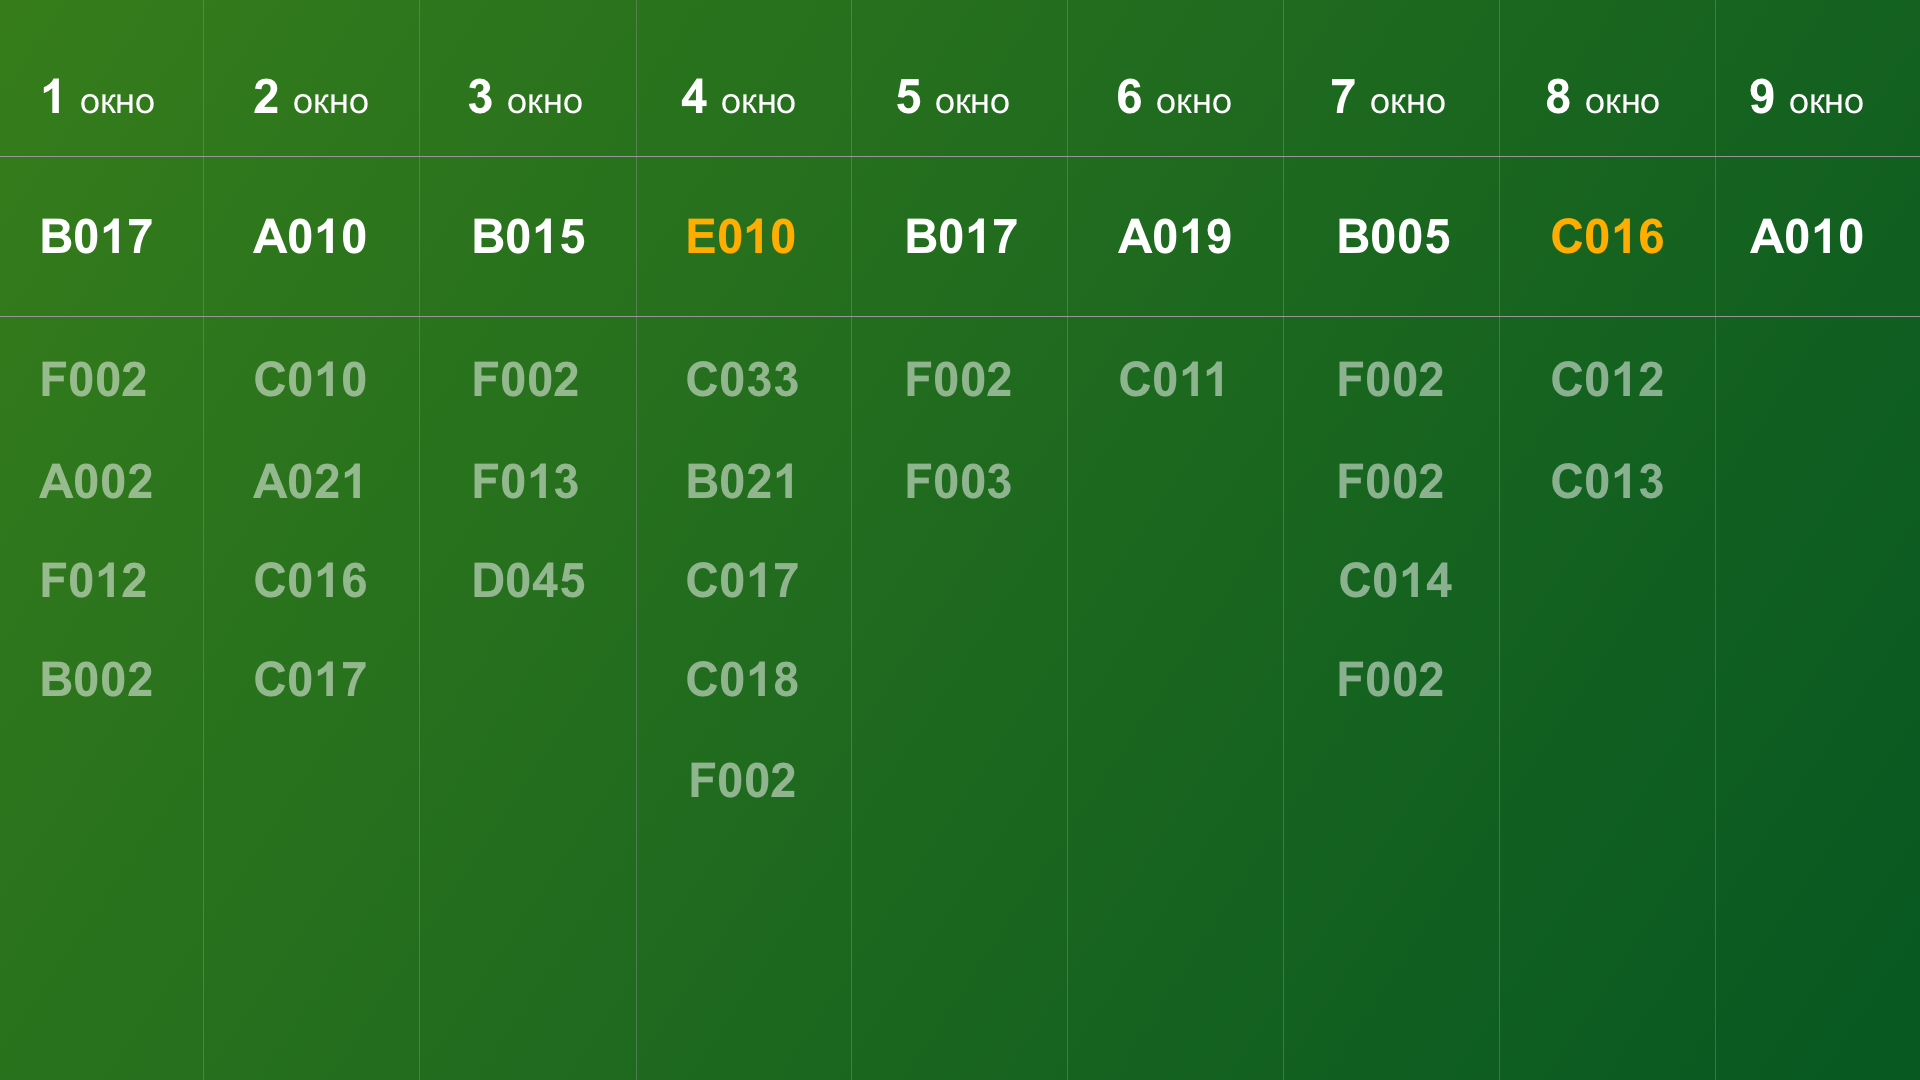 1 окно 2 окно 3 окно 4 окно 5 окно 6 окно 7 окно 8 окно 9 окно
B017 A010 B015 E010 B017 A019 B005 C016 A010
F002 C010 F002 C033 F002 C011 F002 C012
A002 A021 F013 B021 F003 F002 C013
F012 C016 D045 C017 C014
B002 C017 C018 F002
F002